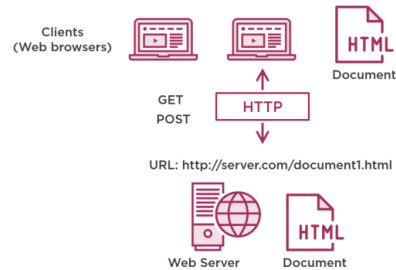 Clients
(Web browsers)
HTML
Document
GET
POST
HTTP
URL: http://server.com/document1.html
HTML
Web Server
Document